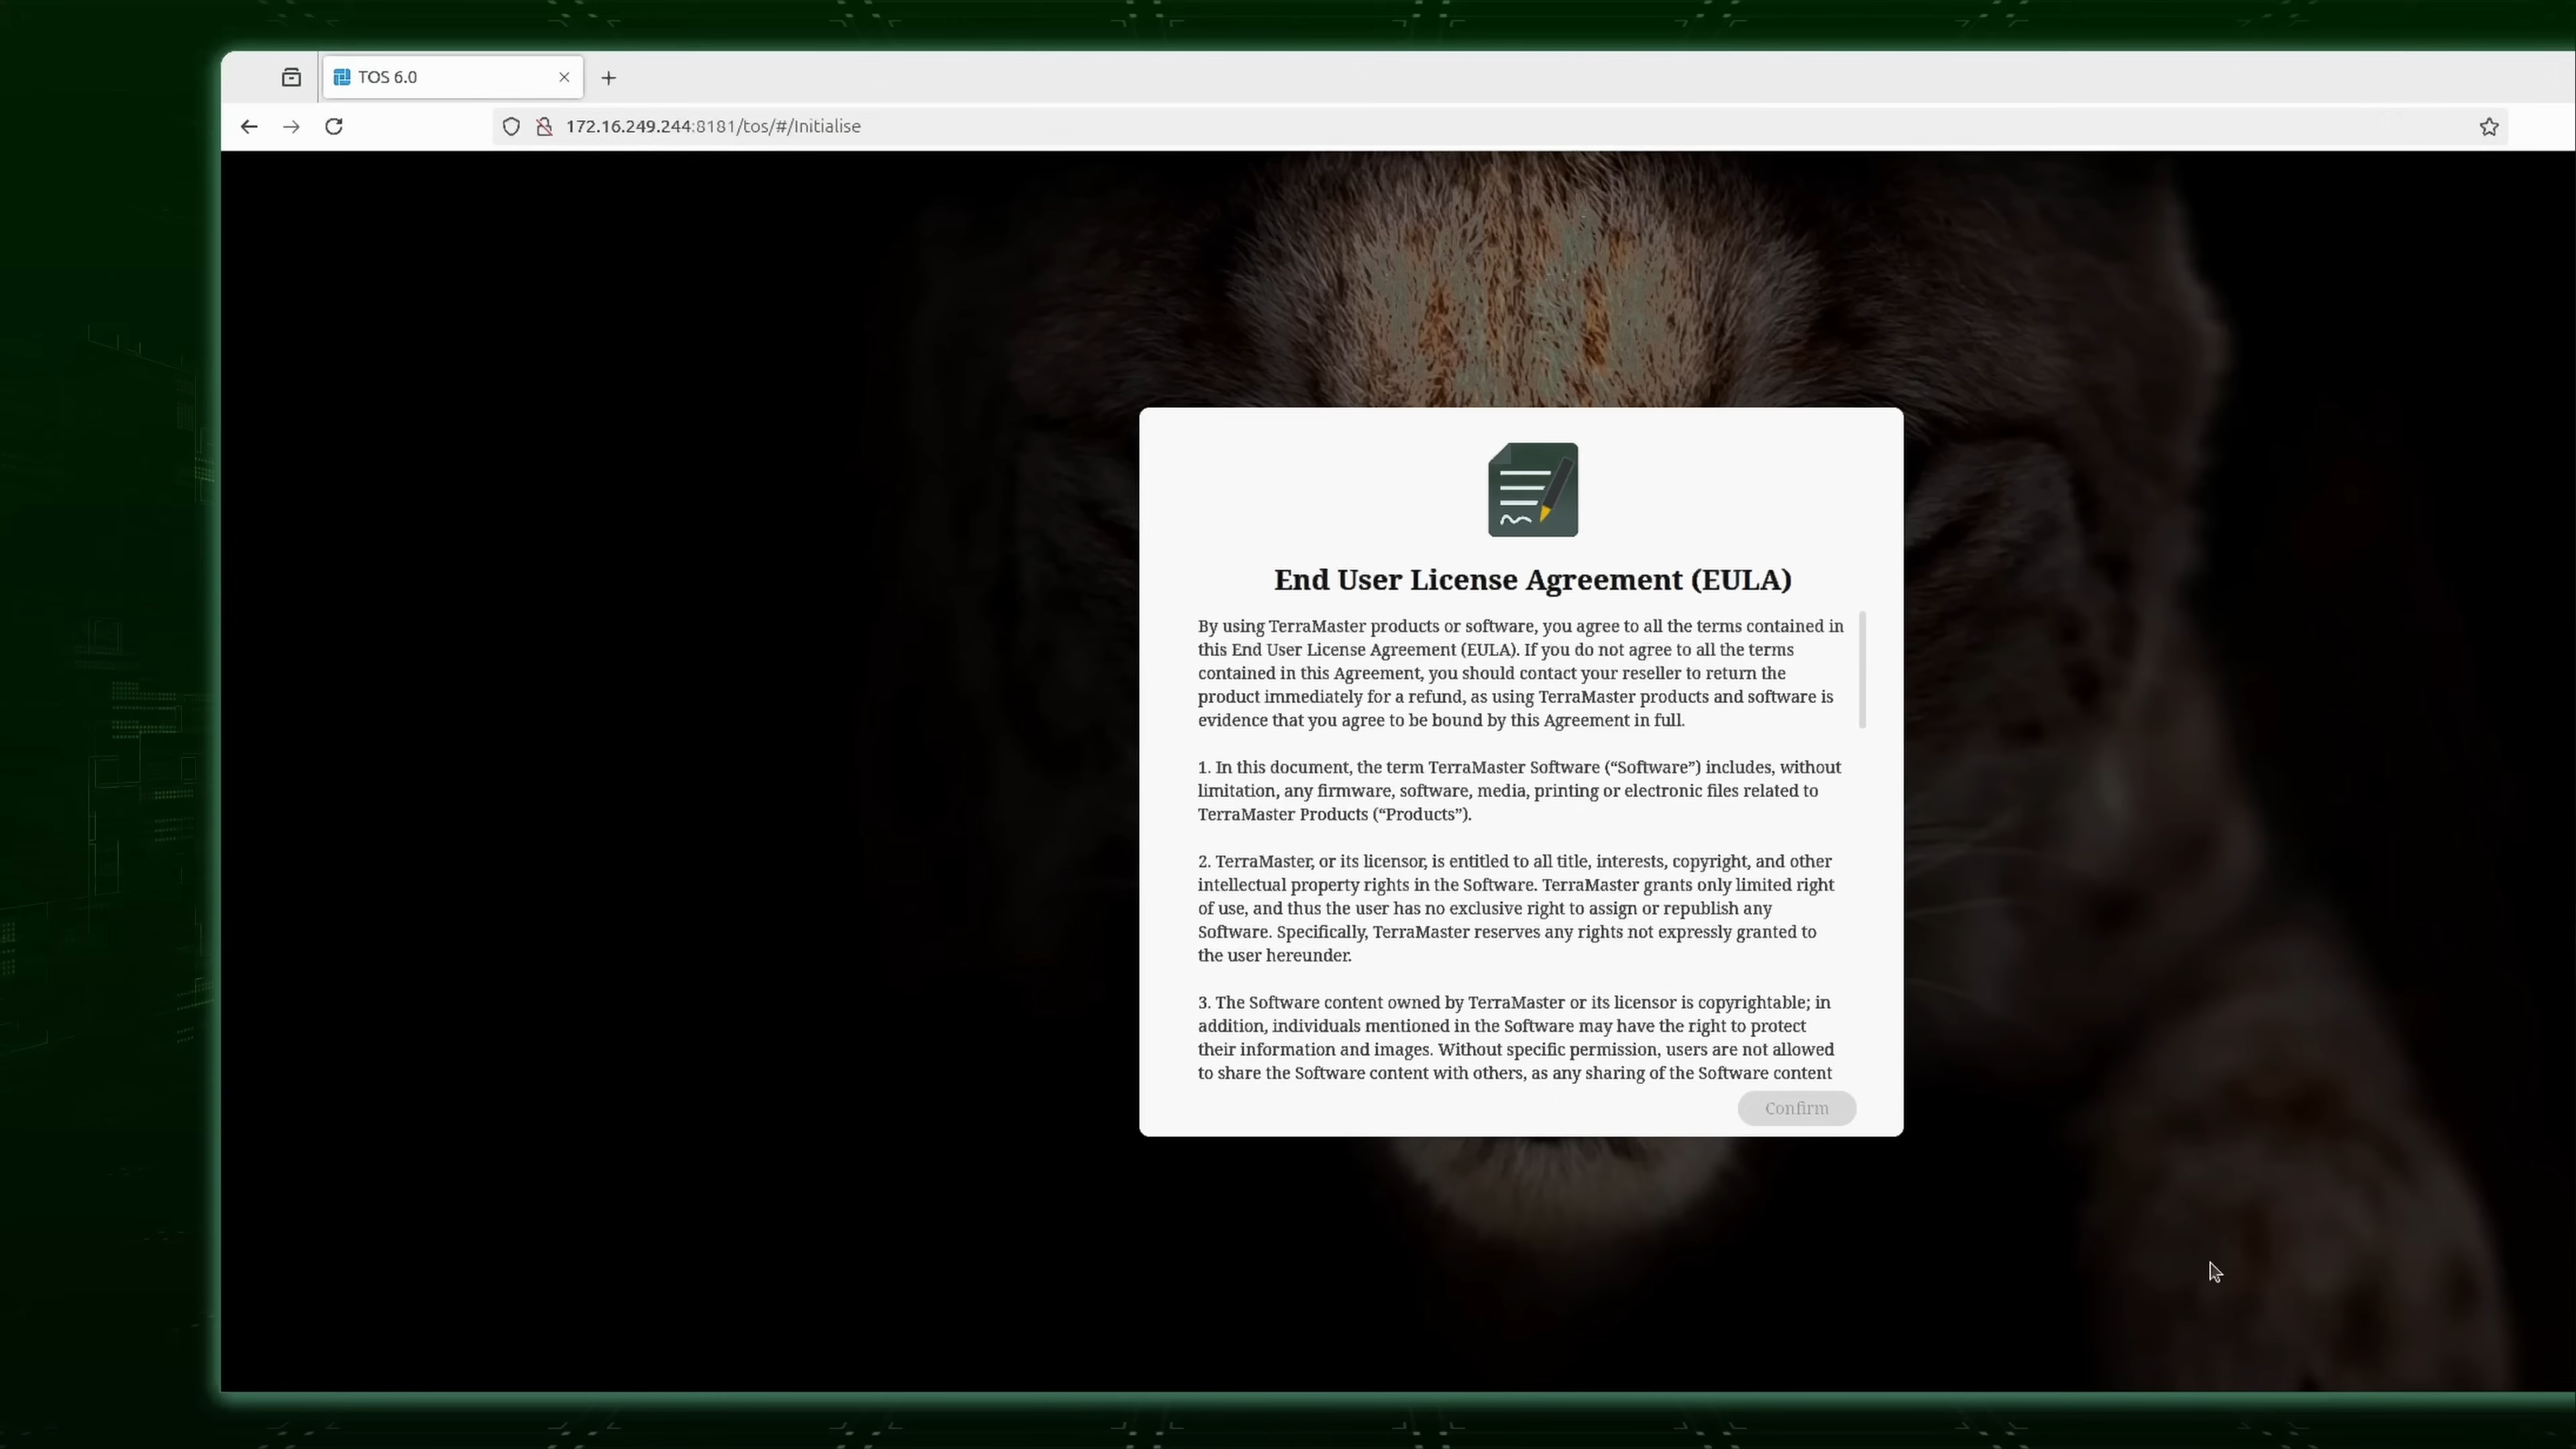 TOS 6.0
172.16.249.244:8181/tos/#/Initialise
End User License Agreement (EULA)
By using TerraMaster products or software, you agree to all the terms contained in
this End User License Agreement (EULA). If you do not agree to all the terms
contained in this Agreement, you should contact your reseller to return the
product immediately for a refund, as using TerraMaster products and software is
evidence that you agree to be bound by this Agreement in full.
1. In this document, the term TerraMaster Software (“Software”) includes, without
limitation, any firmware, software, media, printing or electronic files related to
TerraMaster Products (“Products”).
2. TerraMaster, or its licensor, is entitled to all title, interests, copyright, and other
intellectual property rights in the Software. TerraMaster grants only limited right
of use, and thus the user has no exclusive right to assign or republish any
Software. Specifically, TerraMaster reserves any rights not expressly granted to
the user hereunder.
3. The Software content owned by TerraMaster or its licensor is copyrightable; in
addition, individuals mentioned in the Software may have the right to protect
their information and images. Without specific permission, users are not allowed
to share the Software content with others, as any sharing of the Software content
Confirm